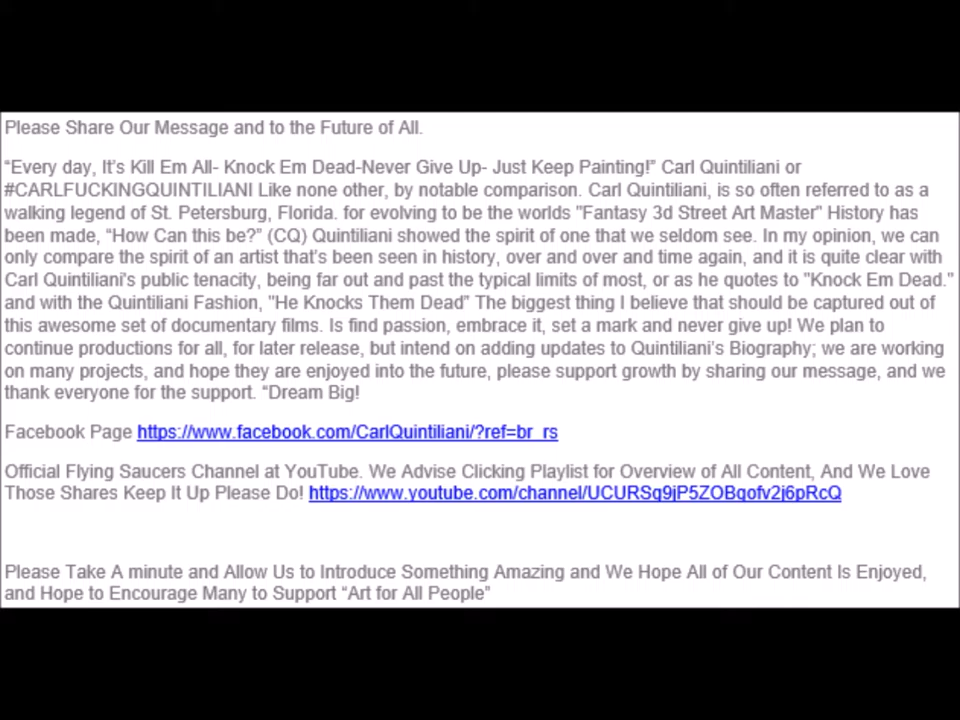 Please Share Our Message and to the Future of All.
“Every day, It’s Kill Em All- Knock Em Dead-Never Give Up- Just Keep Painting!” Carl Quintiliani or
#CARLFUCKINGQUINTILIANI Like none other, by notable comparison. Carl Quintiliani, is so often referred to as a
walking legend of St. Petersburg, Florida. for evolving to be the worlds "Fantasy 3d Street Art Master" History has
been made, “How Can this be?” (CQ) Quintiliani showed the spirit of one that we seldom see. In my opinion, we can
only compare the spirit of an artist that’s been seen in history, over and over and time again, and it is quite clear with
Carl Quintiliani's public tenacity, being far out and past the typical limits of most, or as he quotes to "Knock Em Dead."
and with the Quintiliani Fashion, "He Knocks Them Dead” The biggest thing I believe that should be captured out of
this awesome set of documentary films. Is find passion, embrace it, set a mark and never give up! We plan to
continue productions for all, for later release, but intend on adding updates to Quintiliani’s Biography; we are working
on many projects, and hope they are enjoyed into the future, please support growth by sharing our message, and we
thank everyone for the support. “Dream Big!
Facebook Page https://www.facebook.com/CarlQuintiliani/?ref=br_rs
Official Flying Saucers Channel at YouTube. We Advise Clicking Playlist for Overview of All Content, And We Love
Those Shares Keep It Up Please Do! https://www.youtube.com/channel/UCURSq9jP5ZOBqofv2j6pRcQ
Please Take A minute and Allow Us to Introduce Something Amazing and We Hope All of Our Content Is Enjoyed,
and Hope to Encourage Many to Support “Art for All People”